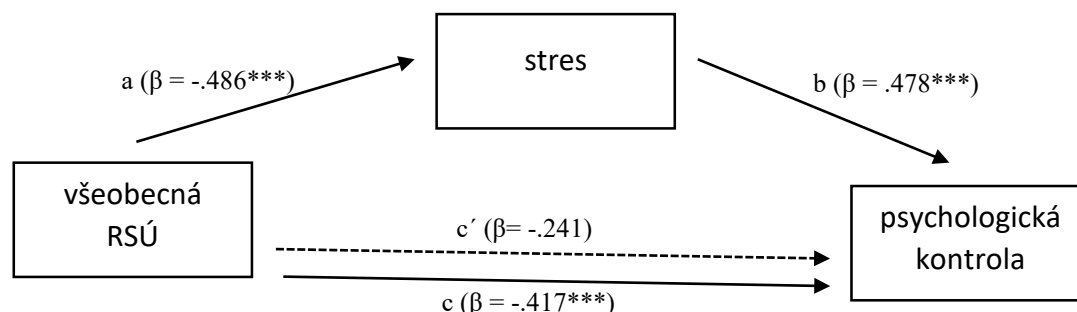 stres
a (β = -.486***)
b (β = .478***)
všeobecná
RSÚ
psychologická
kontrola
c´ (β= -.241)
c (β = -.417***)